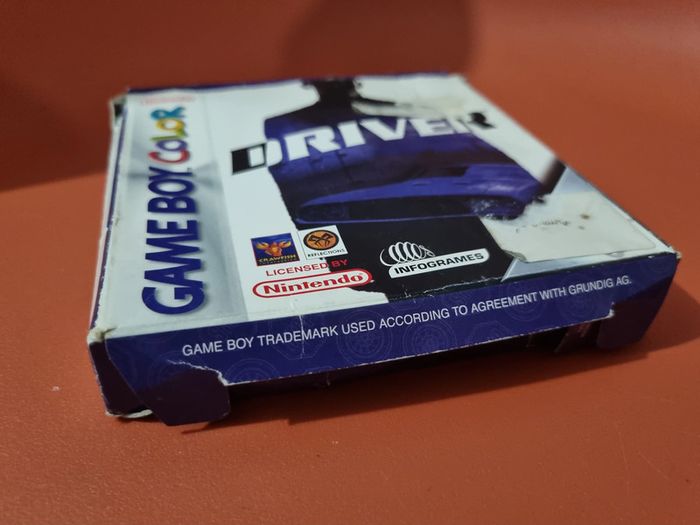 GAME BOY COLOR
DRIVER
CRAWFISH
REFLECTIONS
LICENSED BY
Nintendo
INFOGRAMES
GAME BOY TRADEMARK USED ACCORDING TO AGREEMENT WITH GRUNDIG AG.